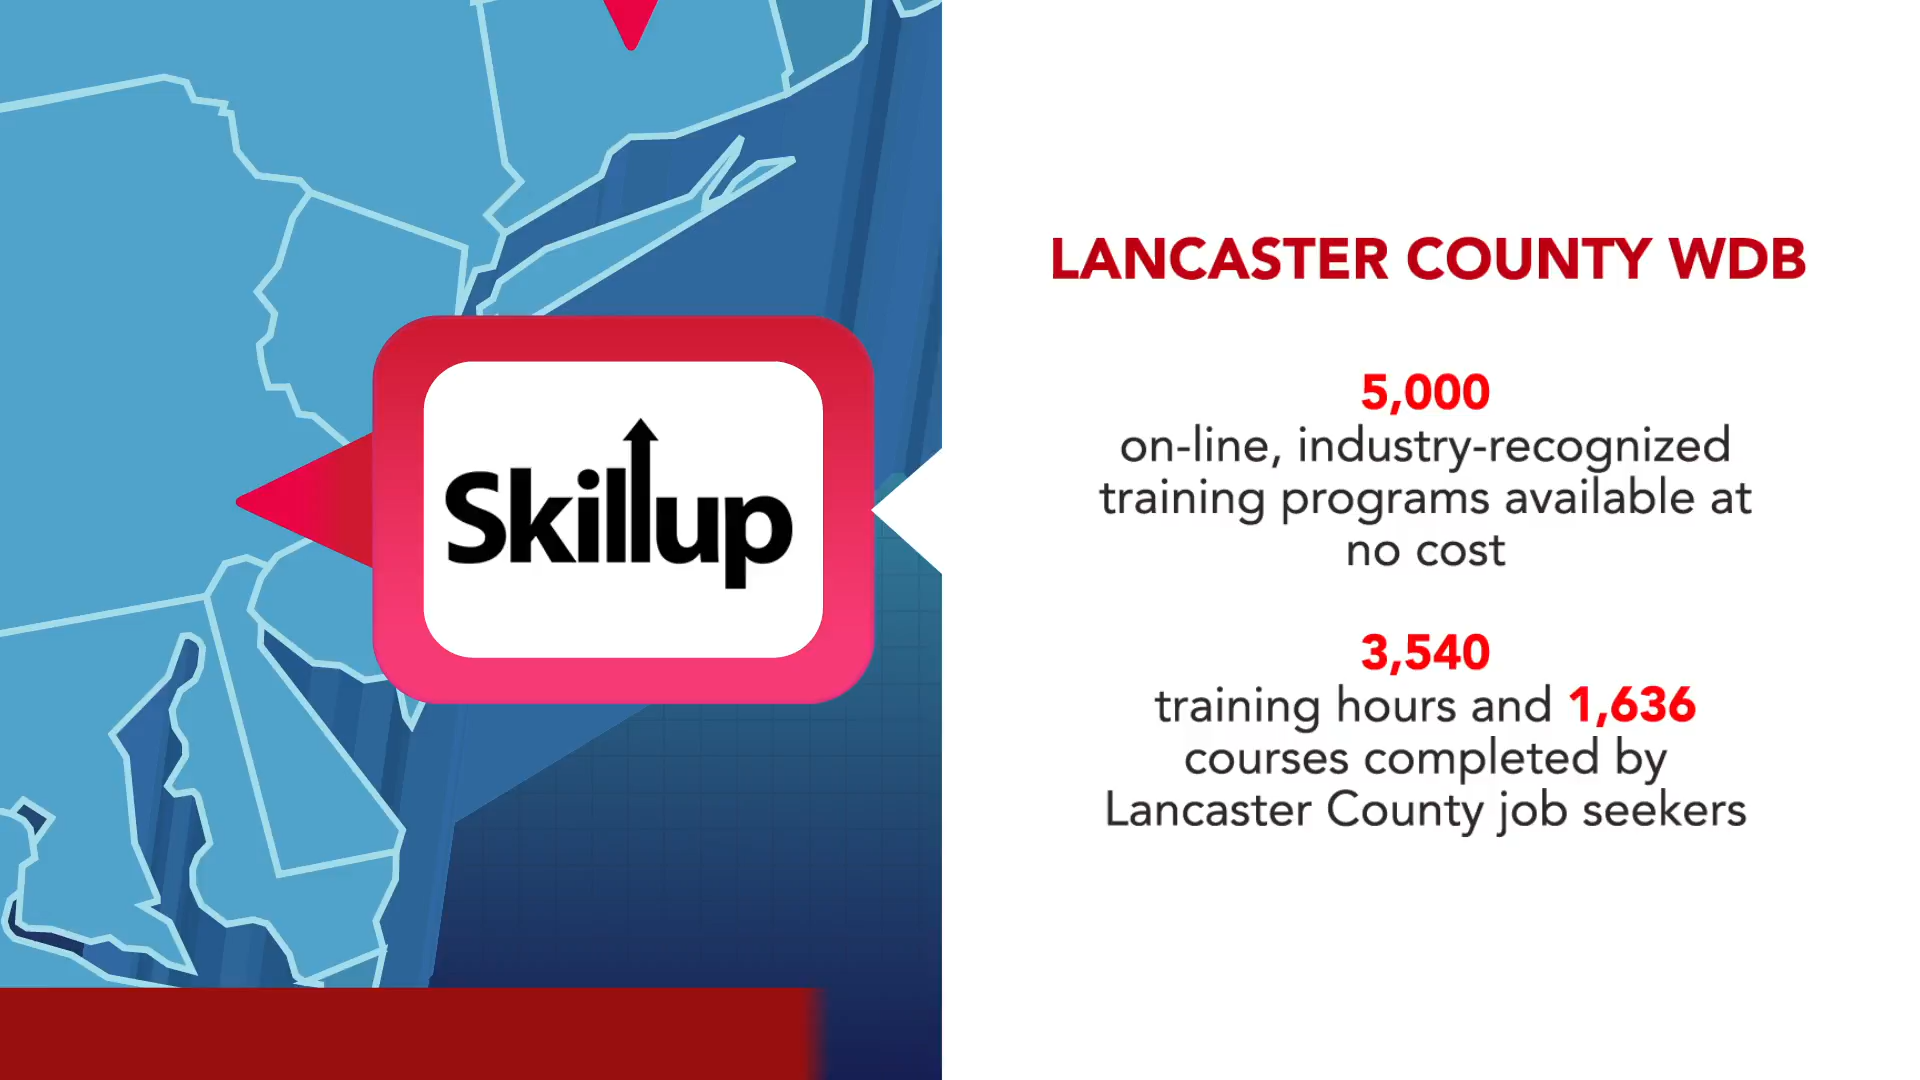 Skillup
LANCASTER COUNTY WDB
5,000
on-line, industry-recognized
training programs available at
no cost
3,540
training hours and 1,636
courses completed by
Lancaster County job seekers